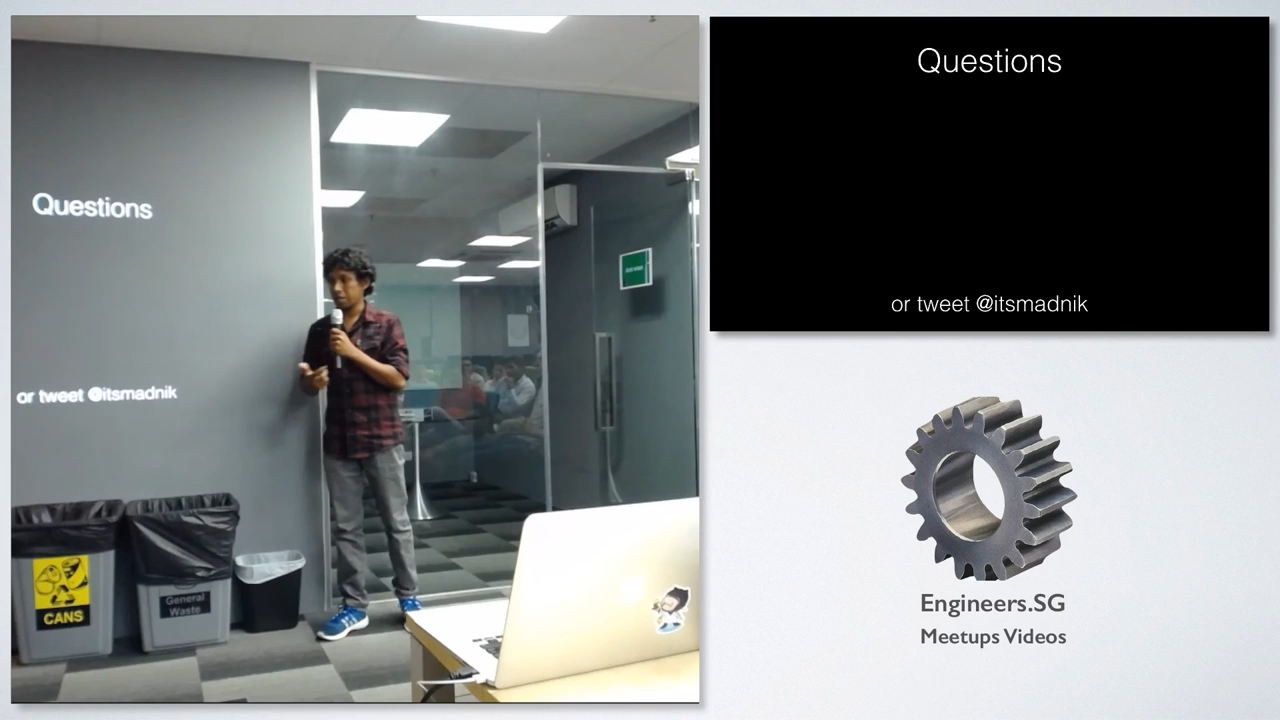 Questions
or tweet @itsmadnik
CANS
General
Waste
Questions
or tweet @itsmadnik
Engineers.SG
Meetups Videos